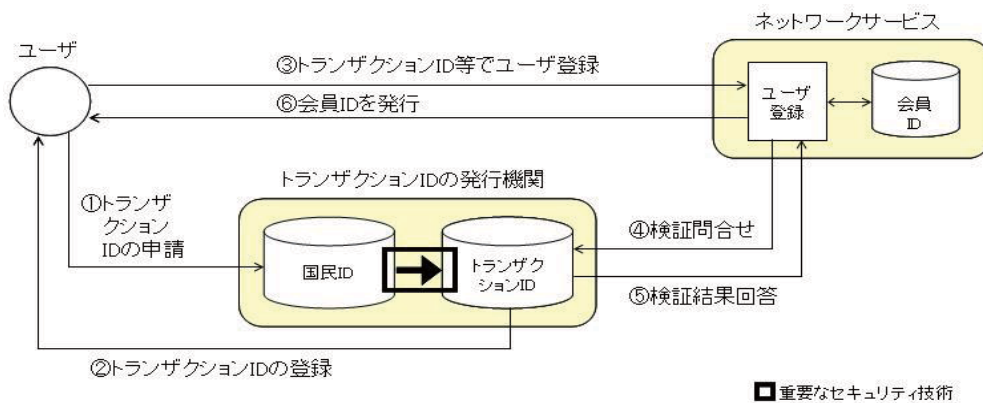 ネットワークサービス
ユーザ
③トランザクションID等でユーザ登録
⑥会員IDを発行
ユーザ
登録
会員
ID
トランザクションIDの発行機関
①トランザ
クション
IDの申請
国民ID
トランザク
ションID
④検証問合せ
⑤検証結果回答
②トランザクションIDの登録
重要なセキュリティ技術